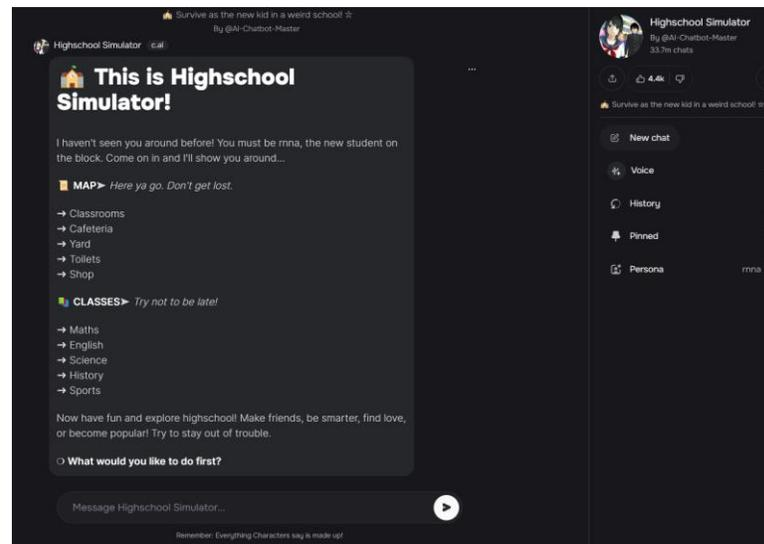 🏫 Survive as the new kid in a weird school! ☆
By @AI-Chatbot-Master
Highschool Simulator c.ai
🏫 This is Highschool
Simulator!
I haven't seen you around before! You must be rnna, the new student on
the block. Come on in and I'll show you around...
📜 MAP➤ Here ya go. Don't get lost.
→ Classrooms
→ Cafeteria
→ Yard
→ Toilets
→ Shop
📚 CLASSES➤ Try not to be late!
→ Maths
→ English
→ Science
→ History
→ Sports
Now have fun and explore highschool! Make friends, be smarter, find love,
or become popular! Try to stay out of trouble.
❍ What would you like to do first?
Message Highschool Simulator...
Remember: Everything Characters say is made up!
...
Highschool Simulator
By @AI-Chatbot-Master
33.7m chats
4.4k
🏫 Survive as the new kid in a weird school! ☆
New chat
Voice
History
Pinned
Persona rnna